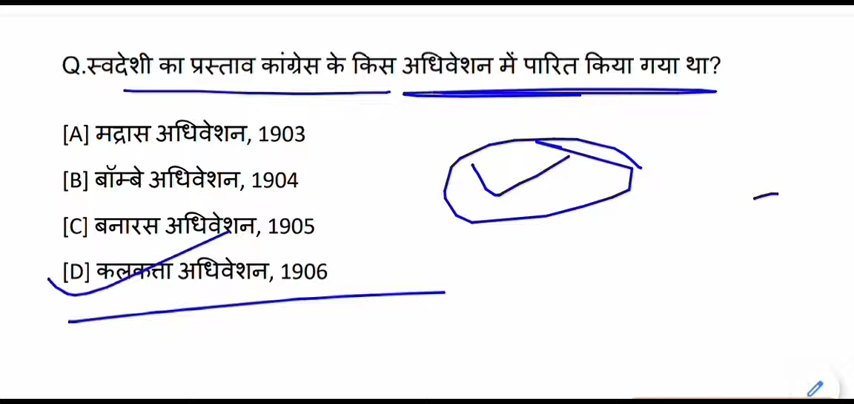 Q.स्वदेशी का प्रस्ताव कांग्रेस के किस अधिवेशन में पारित किया गया था?
[A] मद्रास अधिवेशन, 1903
[B] बॉम्बे अधिवेशन, 1904
[C] बनारस अधिवेशन, 1905
[D] कलकत्ता अधिवेशन, 1906